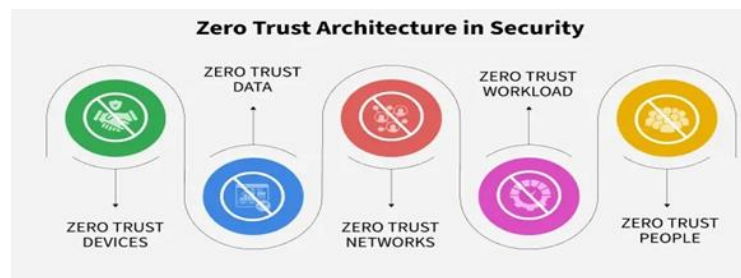 Zero Trust Architecture in Security
ZERO TRUST
DEVICES
ZERO TRUST
DATA
ZERO TRUST
NETWORKS
ZERO TRUST
WORKLOAD
ZERO TRUST
PEOPLE